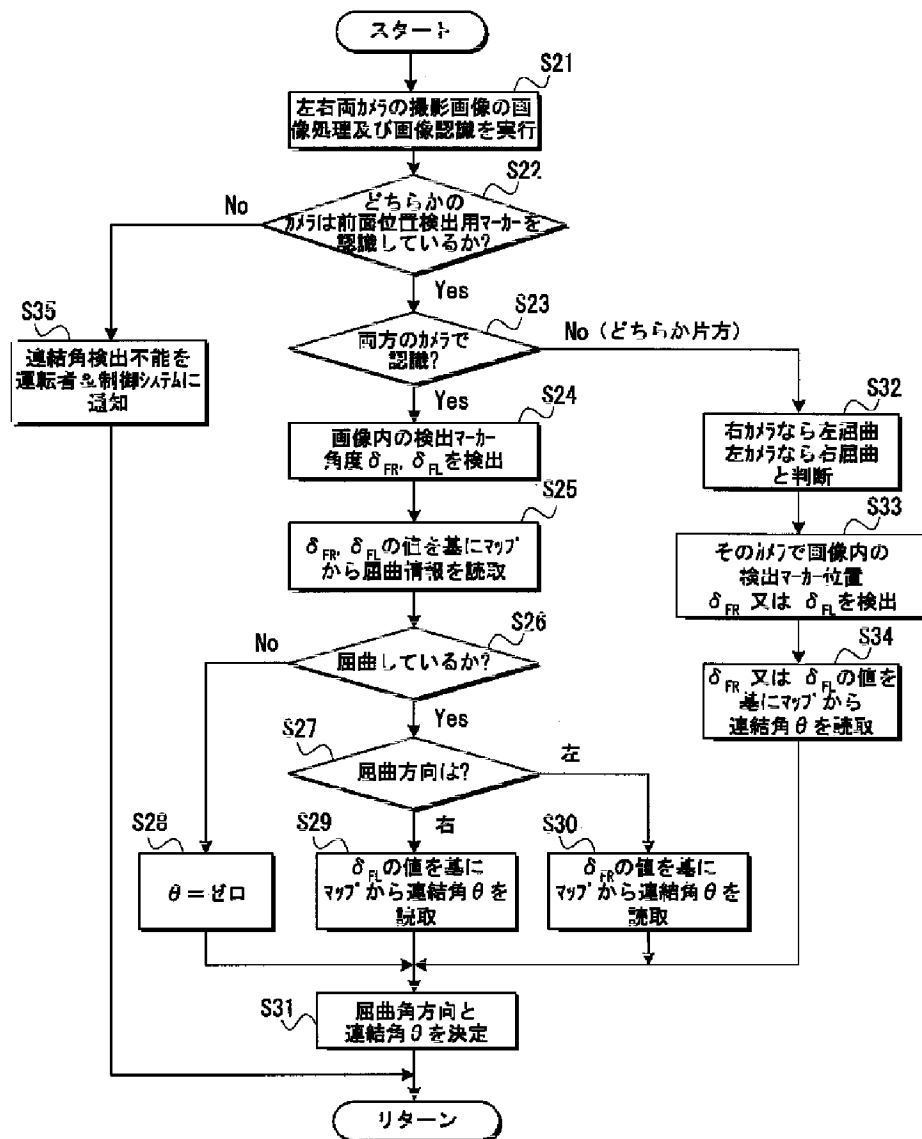 スタート
S21
左右両カメラの撮影画像の画
像処理及び画像認識を実行
S22
どちらかの
カメラは前面位置検出用マーカーを
認識しているか?
No
Yes
S35
連結角検出不能を
運転者&制御システムに
通知
S23
両方のカメラで
認識?
No(どちらか片方)
Yes
S24
画像内の検出マーカー
角度δFR, δFLを検出
S32
右カメラなら左屈曲
左カメラなら右屈曲
と判断
S25
δFR, δFLの値を基にマップ
から屈曲情報を読取
S33
そのカメラで画像内の
検出マーカー位置
δFR 又は δFLを検出
S26
屈曲しているか?
No
Yes
S34
δFR 又は δFLの値を
基にマップから
連結角θを読取
S27
屈曲方向は?
左
右
S28
θ=ゼロ
S29
δFLの値を基に
マップから連結角θを
読取
S30
δFRの値を基に
マップから連結角θを
読取
S31
屈曲角方向と
連結角θを決定
リターン